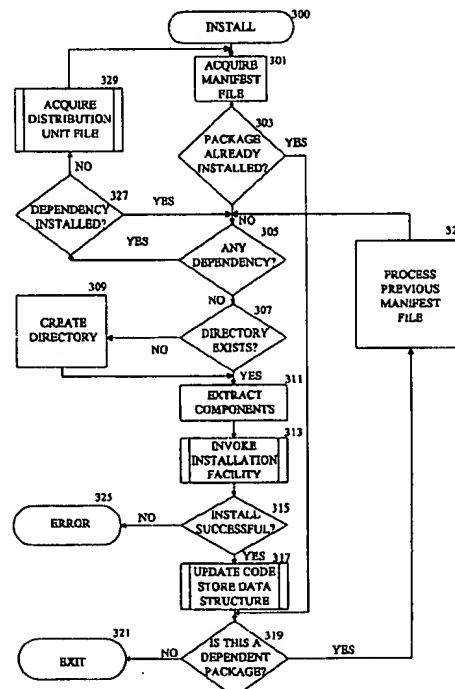 INSTALL
300
301
ACQUIRE
MANIFEST
FILE
329
ACQUIRE
DISTRIBUTION
UNIT FILE
303
PACKAGE
ALREADY
INSTALLED?
YES
NO
327
DEPENDENCY
INSTALLED?
YES
NO
305
ANY
DEPENDENCY?
YES
NO
PROCESS
PREVIOUS
MANIFEST
FILE
309
CREATE
DIRECTORY
307
DIRECTORY
EXISTS?
NO
YES
311
EXTRACT
COMPONENTS
313
INVOKE
INSTALLATION
FACILITY
325
ERROR
NO
315
INSTALL
SUCCESSFUL?
YES
317
UPDATE CODE
STORE DATA
STRUCTURE
321
EXIT
NO
319
IS THIS A
DEPENDENT
PACKAGE?
YES